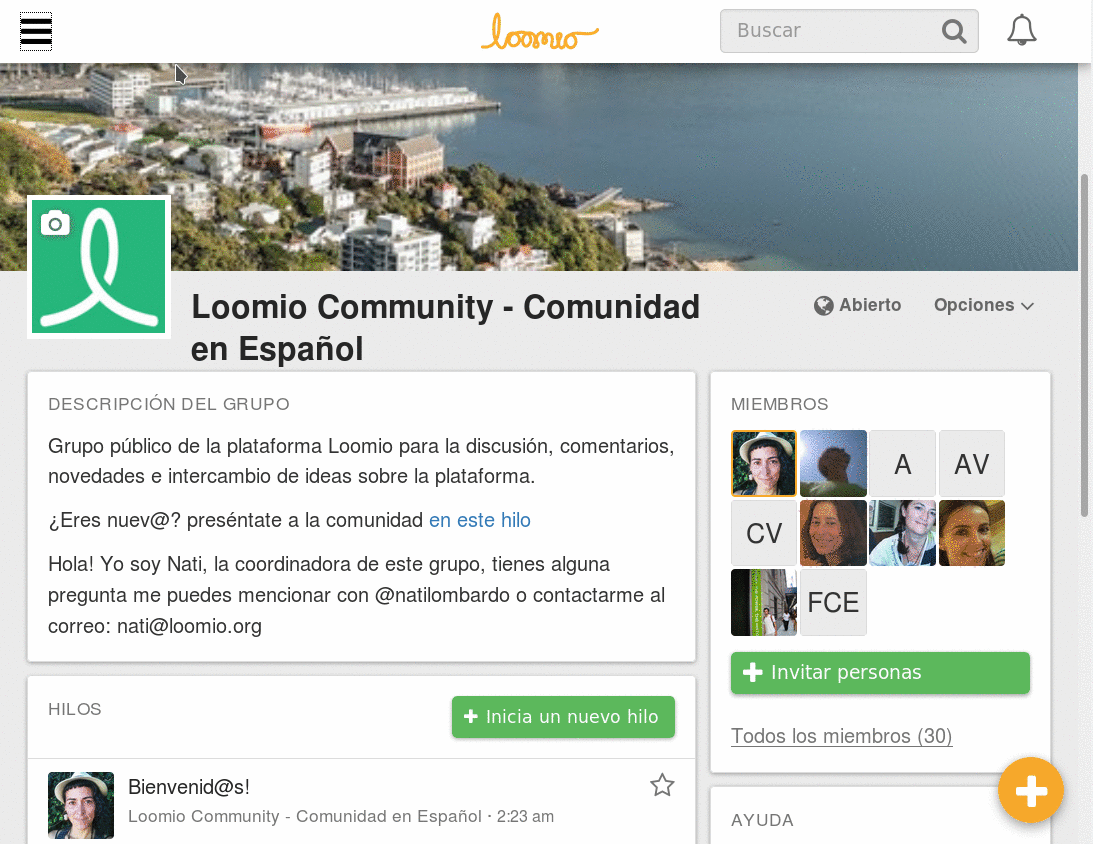 loomio
Buscar
Loomio Community - Comunidad
en Español
Abierto
Opciones
DESCRIPCIÓN DEL GRUPO
Grupo público de la plataforma Loomio para la discusión, comentarios,
novedades e intercambio de ideas sobre la plataforma.
¿Eres nuev@? preséntate a la comunidad en este hilo
Hola! Yo soy Nati, la coordinadora de este grupo, tienes alguna
pregunta me puedes mencionar con @natilombardo o contactarme al
correo: nati@loomio.org
HILOS
Inicia un nuevo hilo
Bienvenid@s!
Loomio Community - Comunidad en Español · 2:23 am
MIEMBROS
A
AV
CV
FCE
Invitar personas
Todos los miembros (30)
AYUDA